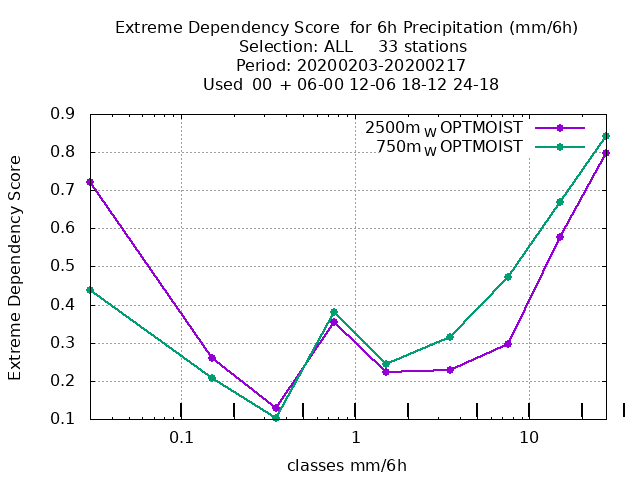 Extreme Dependency Score  for 6h Precipitation (mm/6h)
Selection: ALL     33 stations
Period: 20200203-20200217
Used  00  + 06-00 12-06 18-12 24-18
2500m W OPTMOIST
750m W OPTMOIST
Extreme Dependency Score
0.9
0.8
0.7
0.6
0.5
0.4
0.3
0.2
0.1
0.1 1 10
classes mm/6h